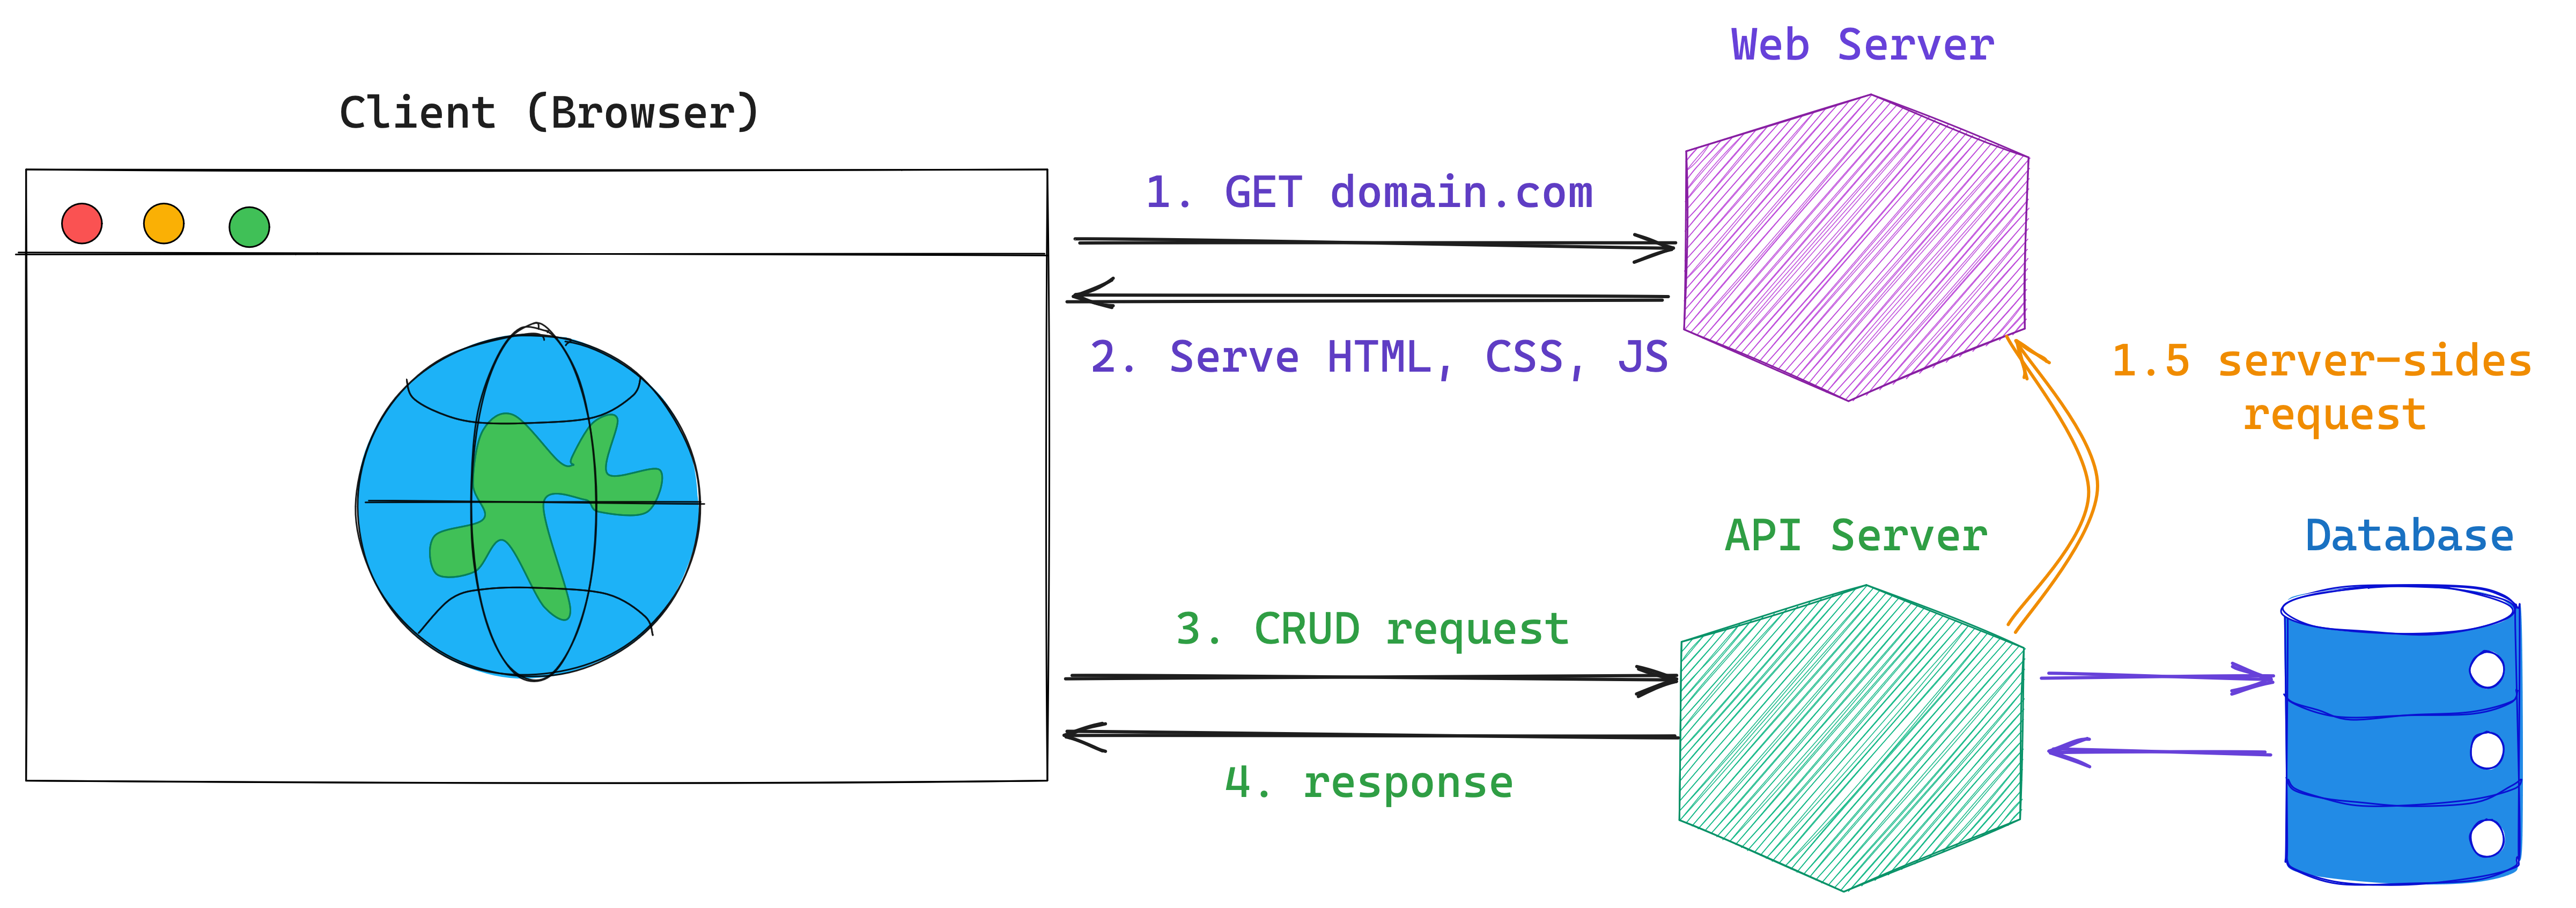 Web Server
Client (Browser)
1. GET domain.com
2. Serve HTML, CSS, JS
1.5 server-sides
request
API Server
Database
3. CRUD request
4. response